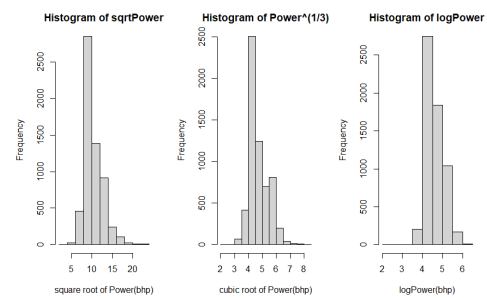 Histogram of sqrtPower
Frequency
0 500 1000 1500 2000 2500
5 10 15 20
square root of Power(bhp)
Histogram of Power^(1/3)
Frequency
0 500 1000 1500 2000 2500
2 3 4 5 6 7 8
cubic root of Power(bhp)
Histogram of logPower
Frequency
0 500 1000 1500 2000 2500
2 3 4 5 6
logPower(bhp)